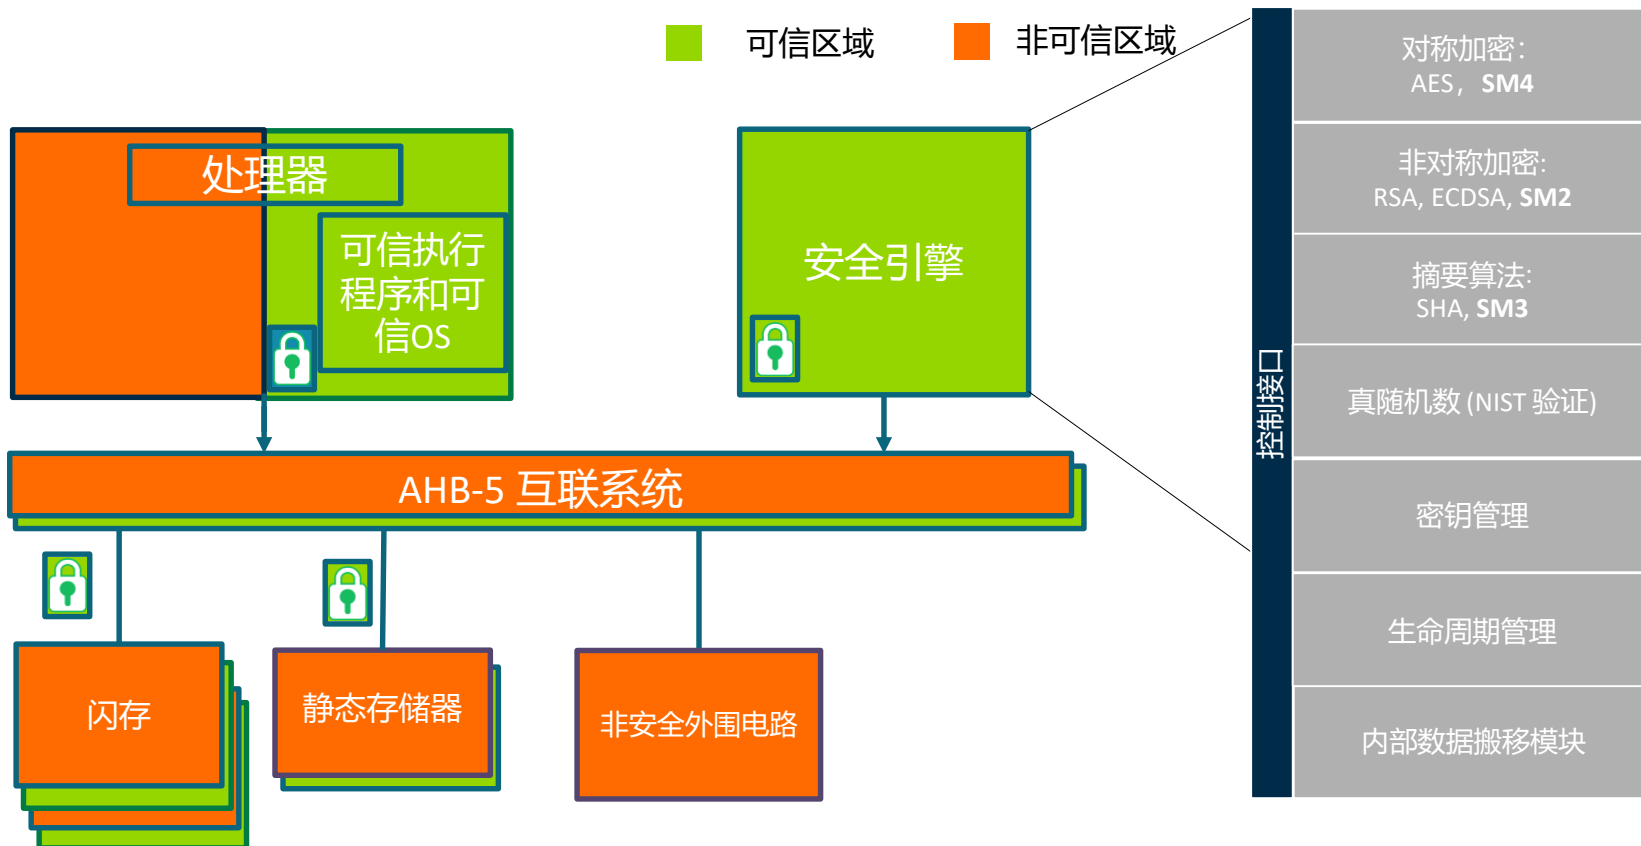 可信区域
非可信区域
处理器
可信执行
程序和可
信OS
安全引擎
AHB-5 互联系统
闪存
静态存储器
非安全外围电路
控制接口
对称加密：
AES， SM4
非对称加密:
RSA, ECDSA, SM2
摘要算法:
SHA, SM3
真随机数 (NIST 验证)
密钥管理
生命周期管理
内部数据搬移模块